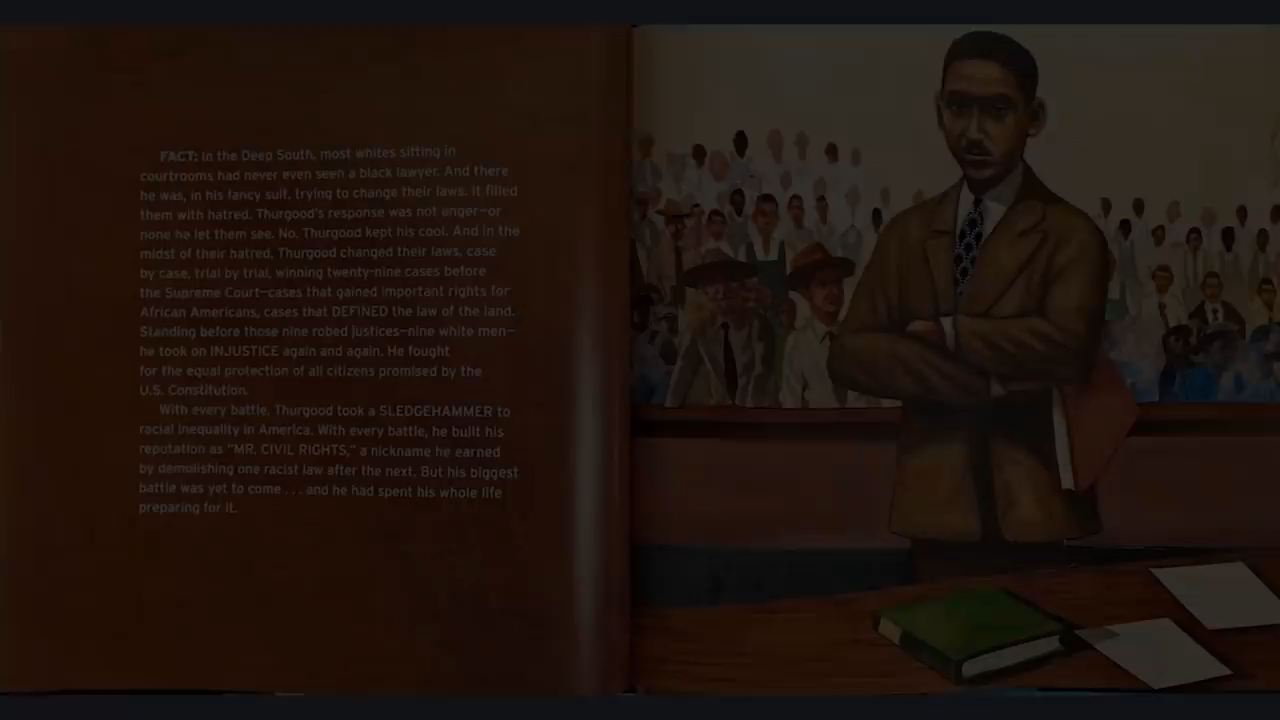 FACT: In the Deep South, most whites sitting in
courtrooms had never even seen a black lawyer. And there
he was, in his fancy suit, trying to change their laws. It filled
them with hatred. Thurgood's response was not anger—or
none he let them see. No. Thurgood kept his cool. And in the
midst of their hatred, Thurgood changed their laws, case
by case, trial by trial, winning twenty-nine cases before
the Supreme Court—cases that gained important rights for
African Americans, cases that DEFINED the law of the land.
Standing before those nine robed justices—nine white men—
he took on INJUSTICE again and again. He fought
for the equal protection of all citizens promised by the
U.S. Constitution.
With every battle, Thurgood took a SLEDGEHAMMER to
racial inequality in America. With every battle, he built his
reputation as "MR. CIVIL RIGHTS," a nickname he earned
by demolishing one racist law after the next. But his biggest
battle was yet to come . . . and he had spent his whole life
preparing for it.